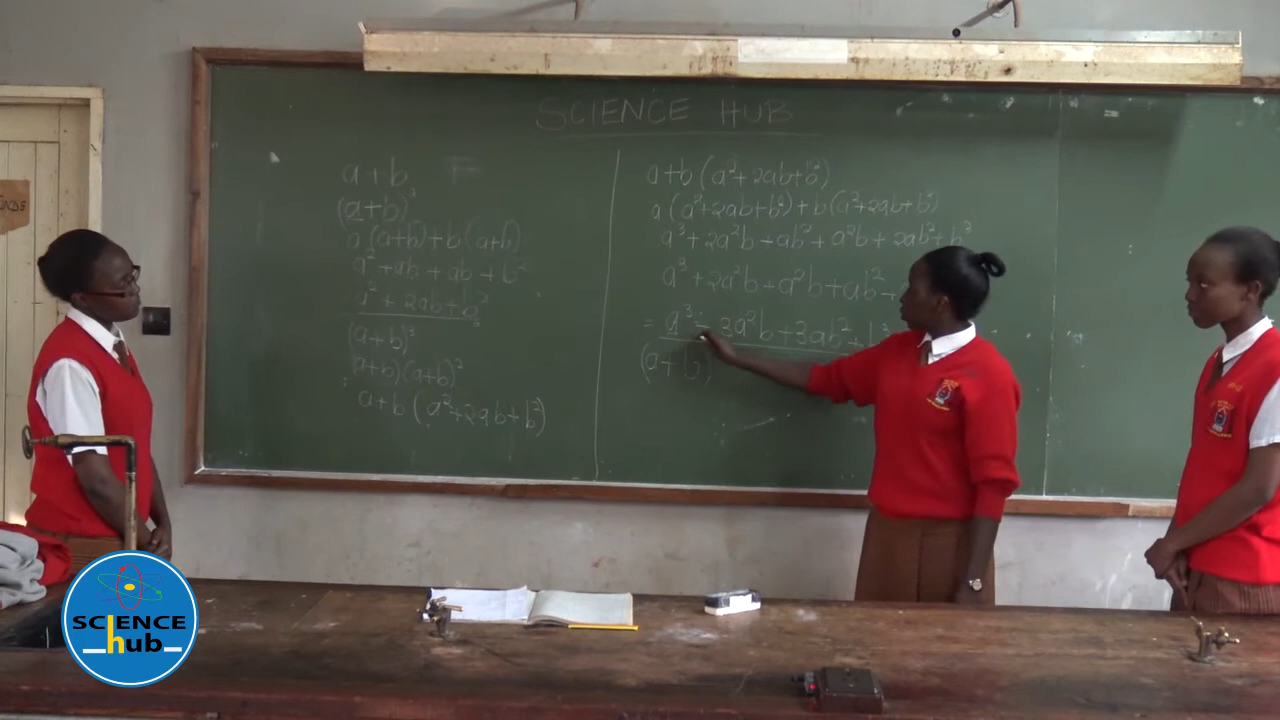 SCIENCE HUB
a + b
(a+b)²
a (a+b) + b (a+b)
a² + ab + ab + b²
a² + 2ab + b²
(a+b)³
(a+b) (a+b)²
a+b (a²+2ab+b²)
a+b (a²+2ab+b²)
a (a²+2ab+b²) + b (a²+2ab+b²)
a³ + 2a²b + ab² + a²b + 2ab² + b³
a³ + 2a²b + a²b + ab² +
= a³ + 3a²b + 3ab² + b³
(a+b)
SCIENCE
hub